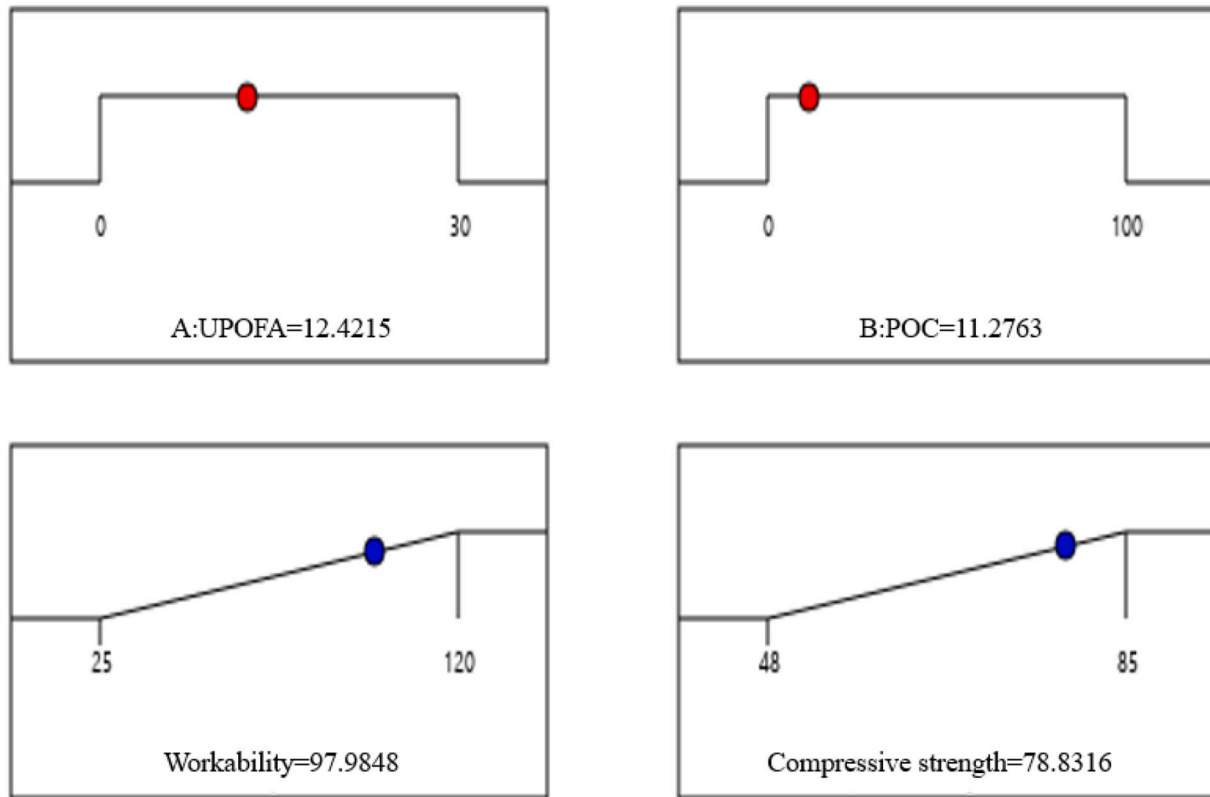 0 30
A:UPOFA=12.4215
0 100
B:POC=11.2763
25 120
Workability=97.9848
48 85
Compressive strength=78.8316